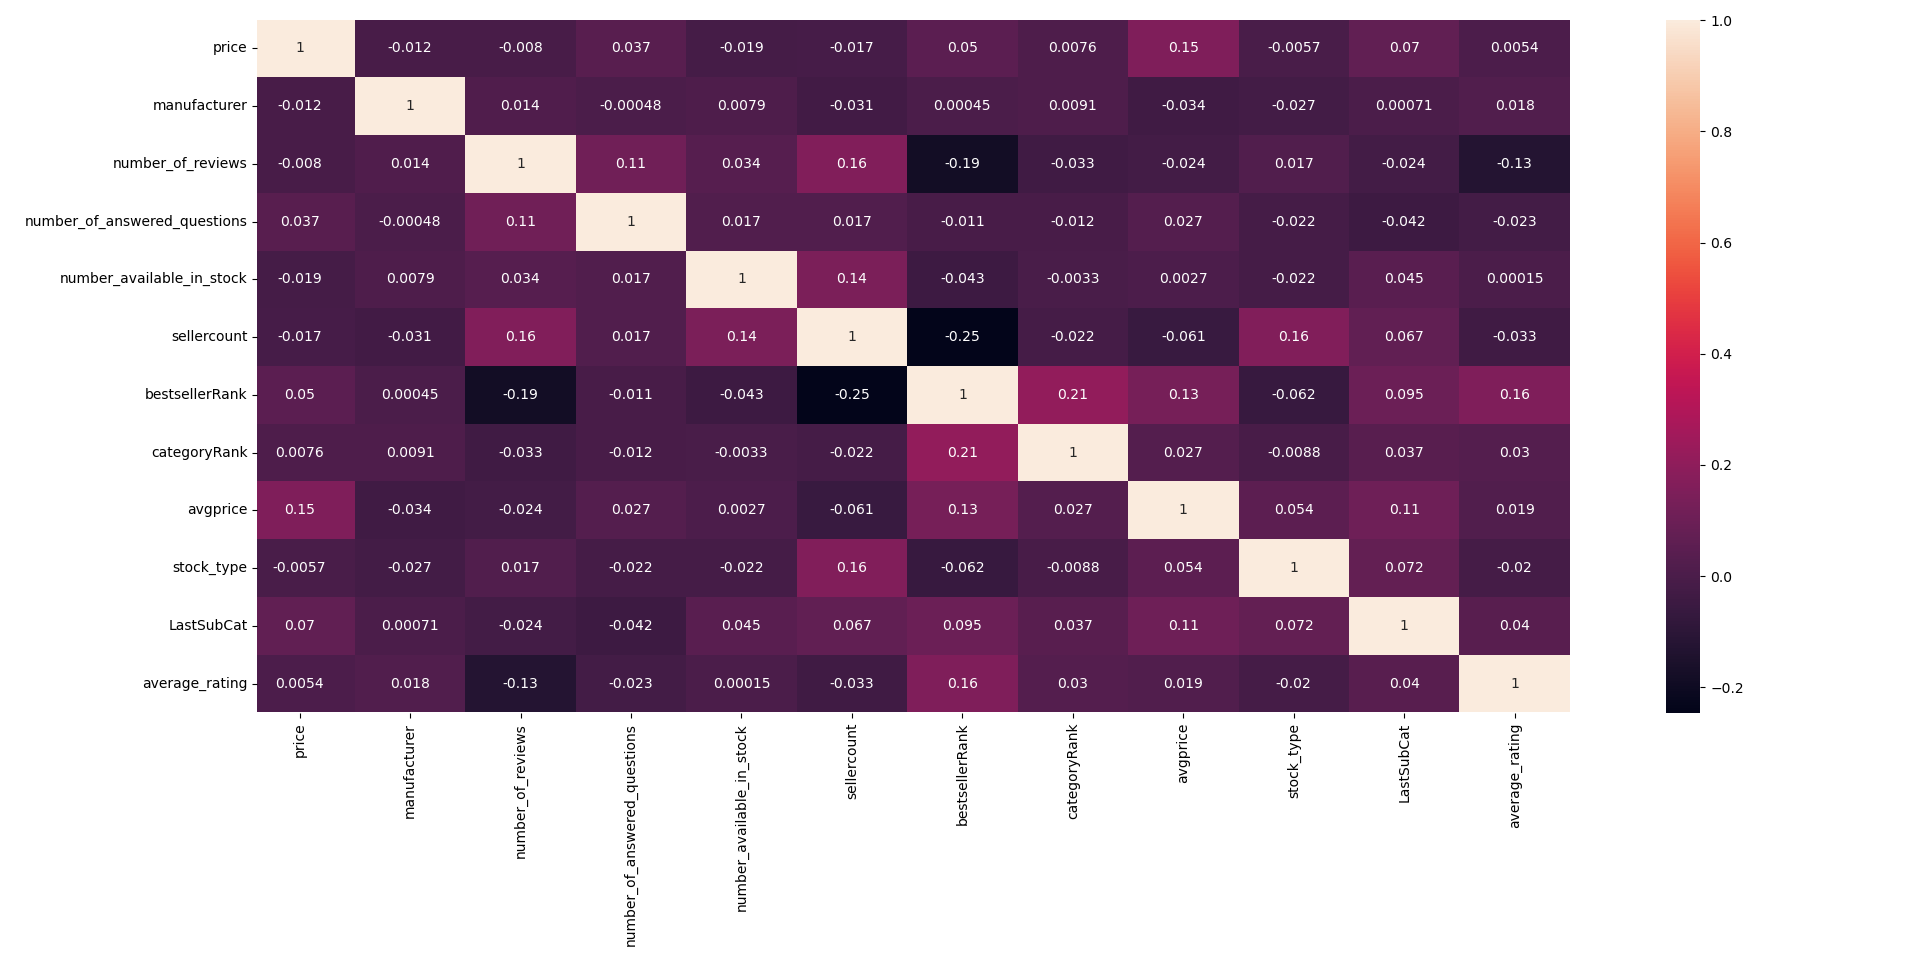 price 1 -0.012 -0.008 0.037 -0.019 -0.017 0.05 0.0076 0.15 -0.0057 0.07 0.0054
manufacturer -0.012 1 0.014 -0.00048 0.0079 -0.031 0.00045 0.0091 -0.034 -0.027 0.00071 0.018
number_of_reviews -0.008 0.014 1 0.11 0.034 0.16 -0.19 -0.033 -0.024 0.017 -0.024 -0.13
number_of_answered_questions 0.037 -0.00048 0.11 1 0.017 0.017 -0.011 -0.012 0.027 -0.022 -0.042 -0.023
number_available_in_stock -0.019 0.0079 0.034 0.017 1 0.14 -0.043 -0.0033 0.0027 -0.022 0.045 0.00015
sellercount -0.017 -0.031 0.16 0.017 0.14 1 -0.25 -0.022 -0.061 0.16 0.067 -0.033
bestsellerRank 0.05 0.00045 -0.19 -0.011 -0.043 -0.25 1 0.21 0.13 -0.062 0.095 0.16
categoryRank 0.0076 0.0091 -0.033 -0.012 -0.0033 -0.022 0.21 1 0.027 -0.0088 0.037 0.03
avgprice 0.15 -0.034 -0.024 0.027 0.0027 -0.061 0.13 0.027 1 0.054 0.11 0.019
stock_type -0.0057 -0.027 0.017 -0.022 -0.022 0.16 -0.062 -0.0088 0.054 1 0.072 -0.02
LastSubCat 0.07 0.00071 -0.024 -0.042 0.045 0.067 0.095 0.037 0.11 0.072 1 0.04
average_rating 0.0054 0.018 -0.13 -0.023 0.00015 -0.033 0.16 0.03 0.019 -0.02 0.04 1
price
manufacturer
number_of_reviews
number_of_answered_questions
number_available_in_stock
sellercount
bestsellerRank
categoryRank
avgprice
stock_type
LastSubCat
average_rating
1.0
0.8
0.6
0.4
0.2
0.0
−0.2